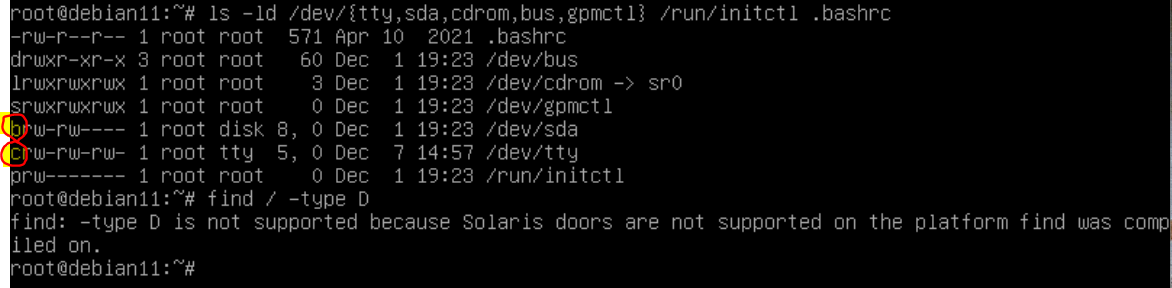 root@debian11:~# ls -ld /dev/{tty,sda,cdrom,bus,gpmctl} /run/initctl .bashrc
-rw-r--r-- 1 root root  571 Apr 10  2021 .bashrc
drwxr-xr-x 3 root root   60 Dec  1 19:23 /dev/bus
lrwxrwxrwx 1 root root    3 Dec  1 19:23 /dev/cdrom -> sr0
srwxrwxrwx 1 root root    0 Dec  1 19:23 /dev/gpmctl
brw-rw---- 1 root disk 8, 0 Dec  1 19:23 /dev/sda
crw-rw-rw- 1 root tty  5, 0 Dec  7 14:57 /dev/tty
prw------- 1 root root    0 Dec  1 19:23 /run/initctl
root@debian11:~# find / -type D
find: -type D is not supported because Solaris doors are not supported on the platform find was comp
iled on.
root@debian11:~#